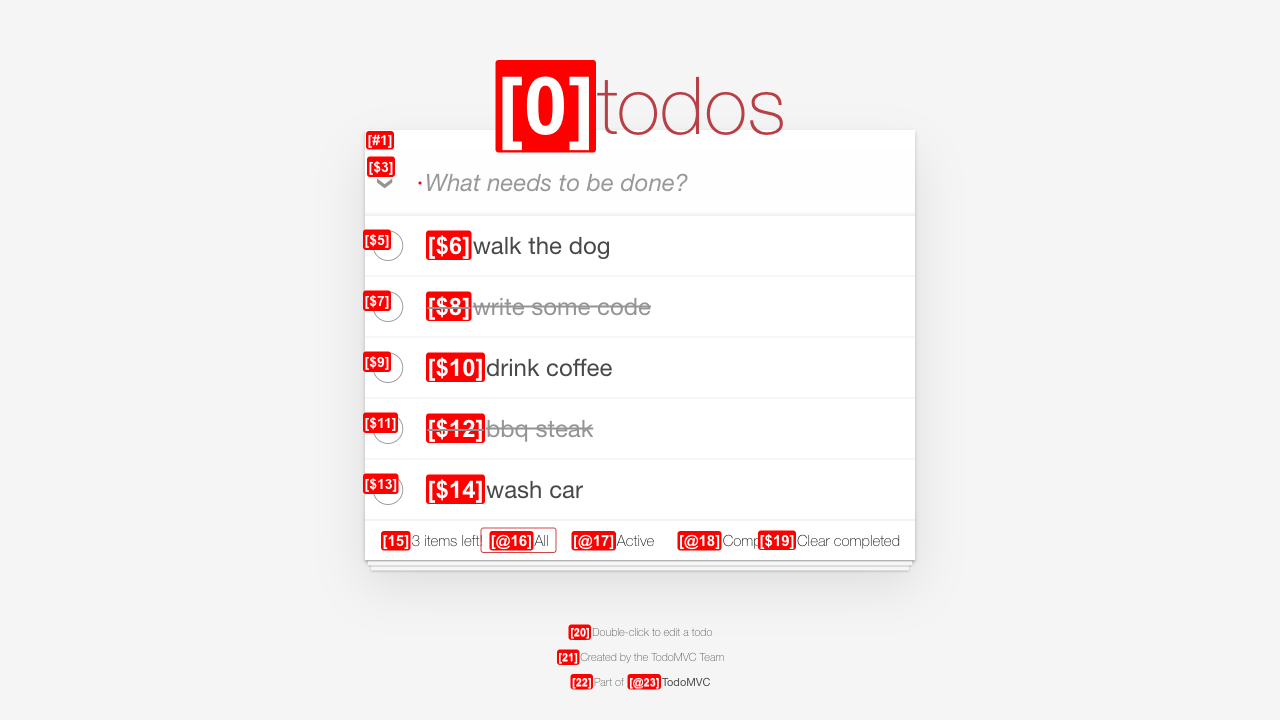 [0]todos
[#1]
[$3]
What needs to be done?
[$5] [$6]walk the dog
[$7] [$8]write some code
[$9] [$10]drink coffee
[$11] [$12]bbq steak
[$13] [$14]wash car
[15]3 items left! [@16]All [@17]Active [@18]Comp [$19]Clear completed
[20]Double-click to edit a todo
[21]Created by the TodoMVC Team
[22]Part of [@23]TodoMVC